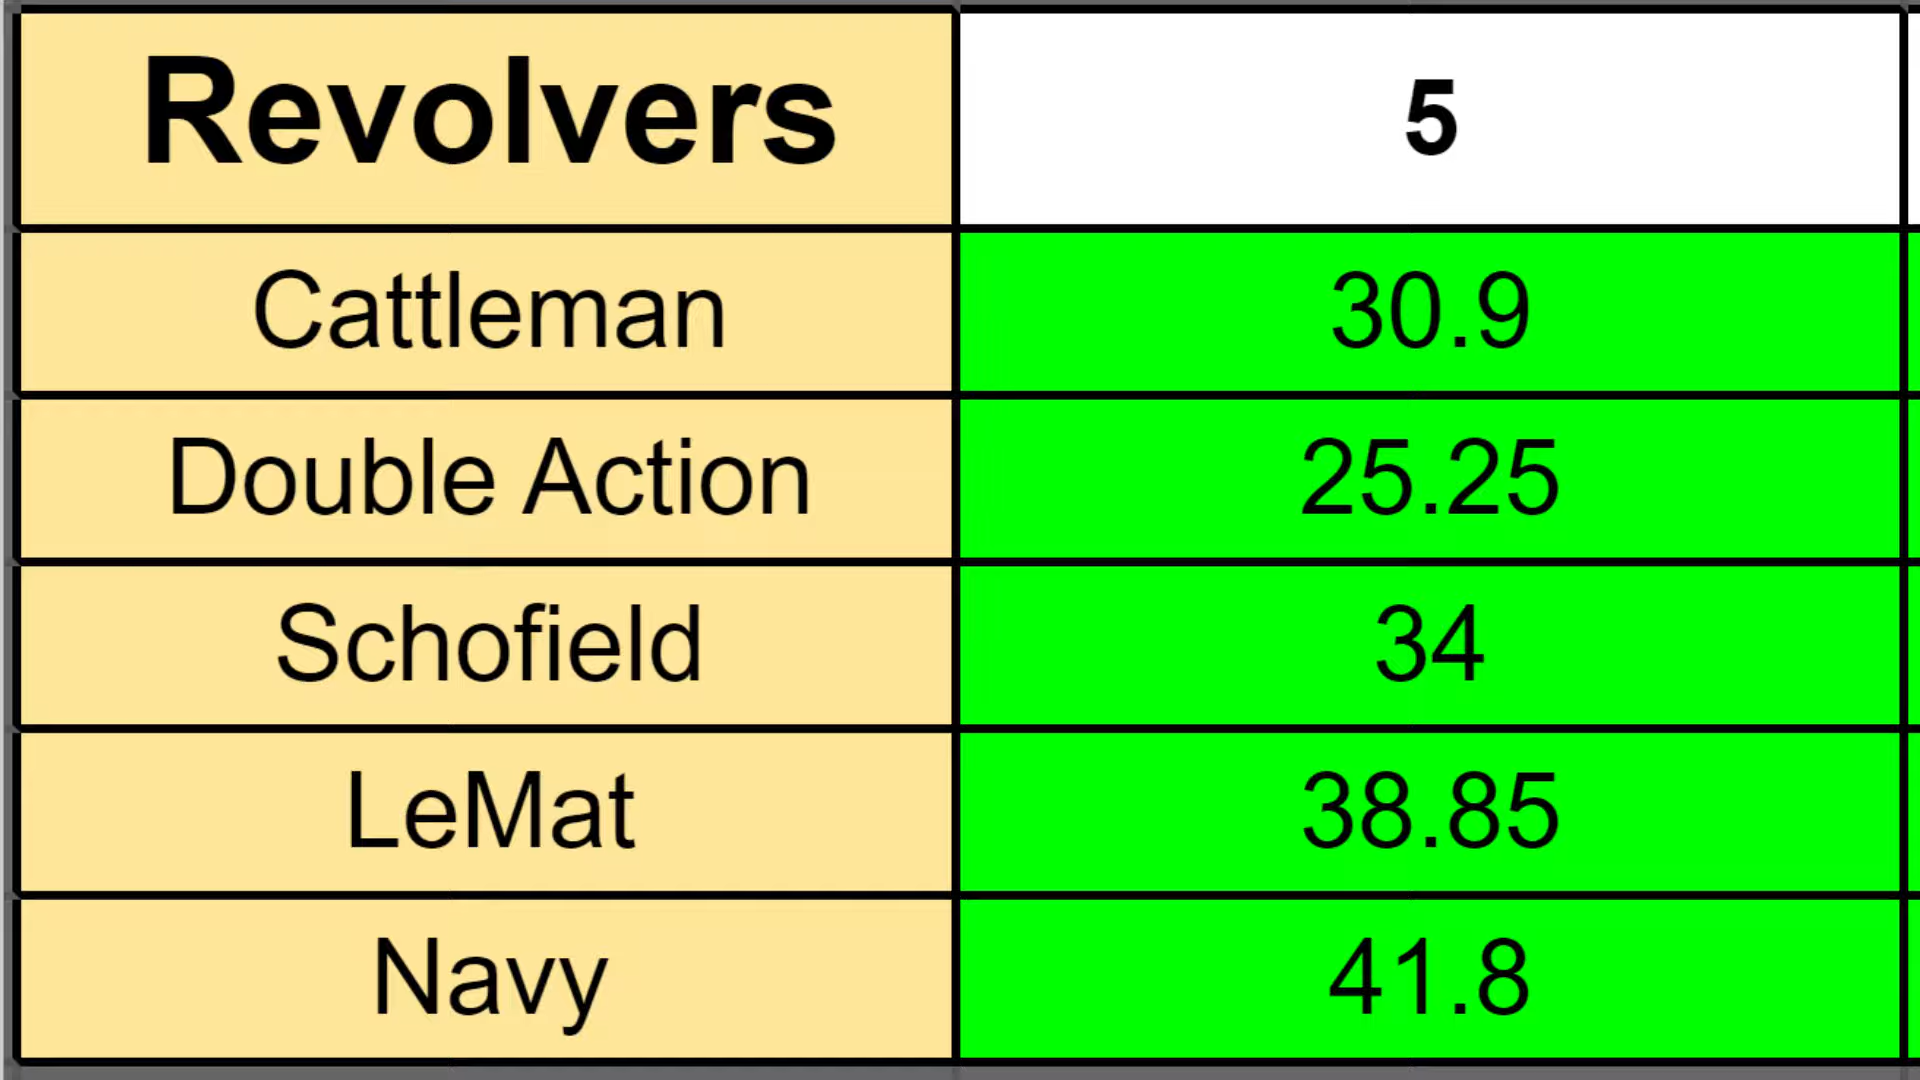 Revolvers 5
Cattleman 30.9
Double Action 25.25
Schofield 34
LeMat 38.85
Navy 41.8